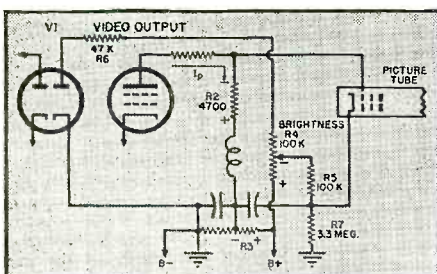 V1
VIDEO OUTPUT
47 K
R6
Ip
R2
4700
PICTURE
TUBE
BRIGHTNESS
R4
100 K
R5
100 K
R7
3.3 MEG.
R3
B-
B+